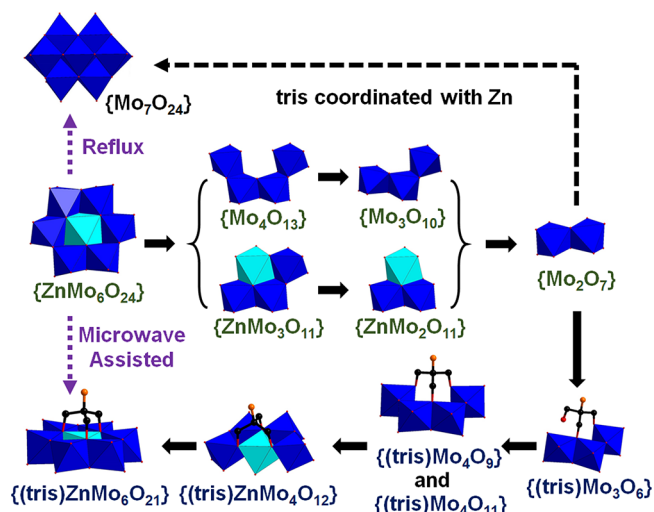 {Mo7O24}
tris coordinated with Zn
Reflux
{Mo4O13}
{Mo3O10}
{ZnMo6O24}
{Mo2O7}
{ZnMo3O11}
{ZnMo2O11}
Microwave
Assisted
{(tris)ZnMo6O21}
{(tris)ZnMo4O12}
{(tris)Mo4O9}
and
{(tris)Mo4O11}
{(tris)Mo3O6}